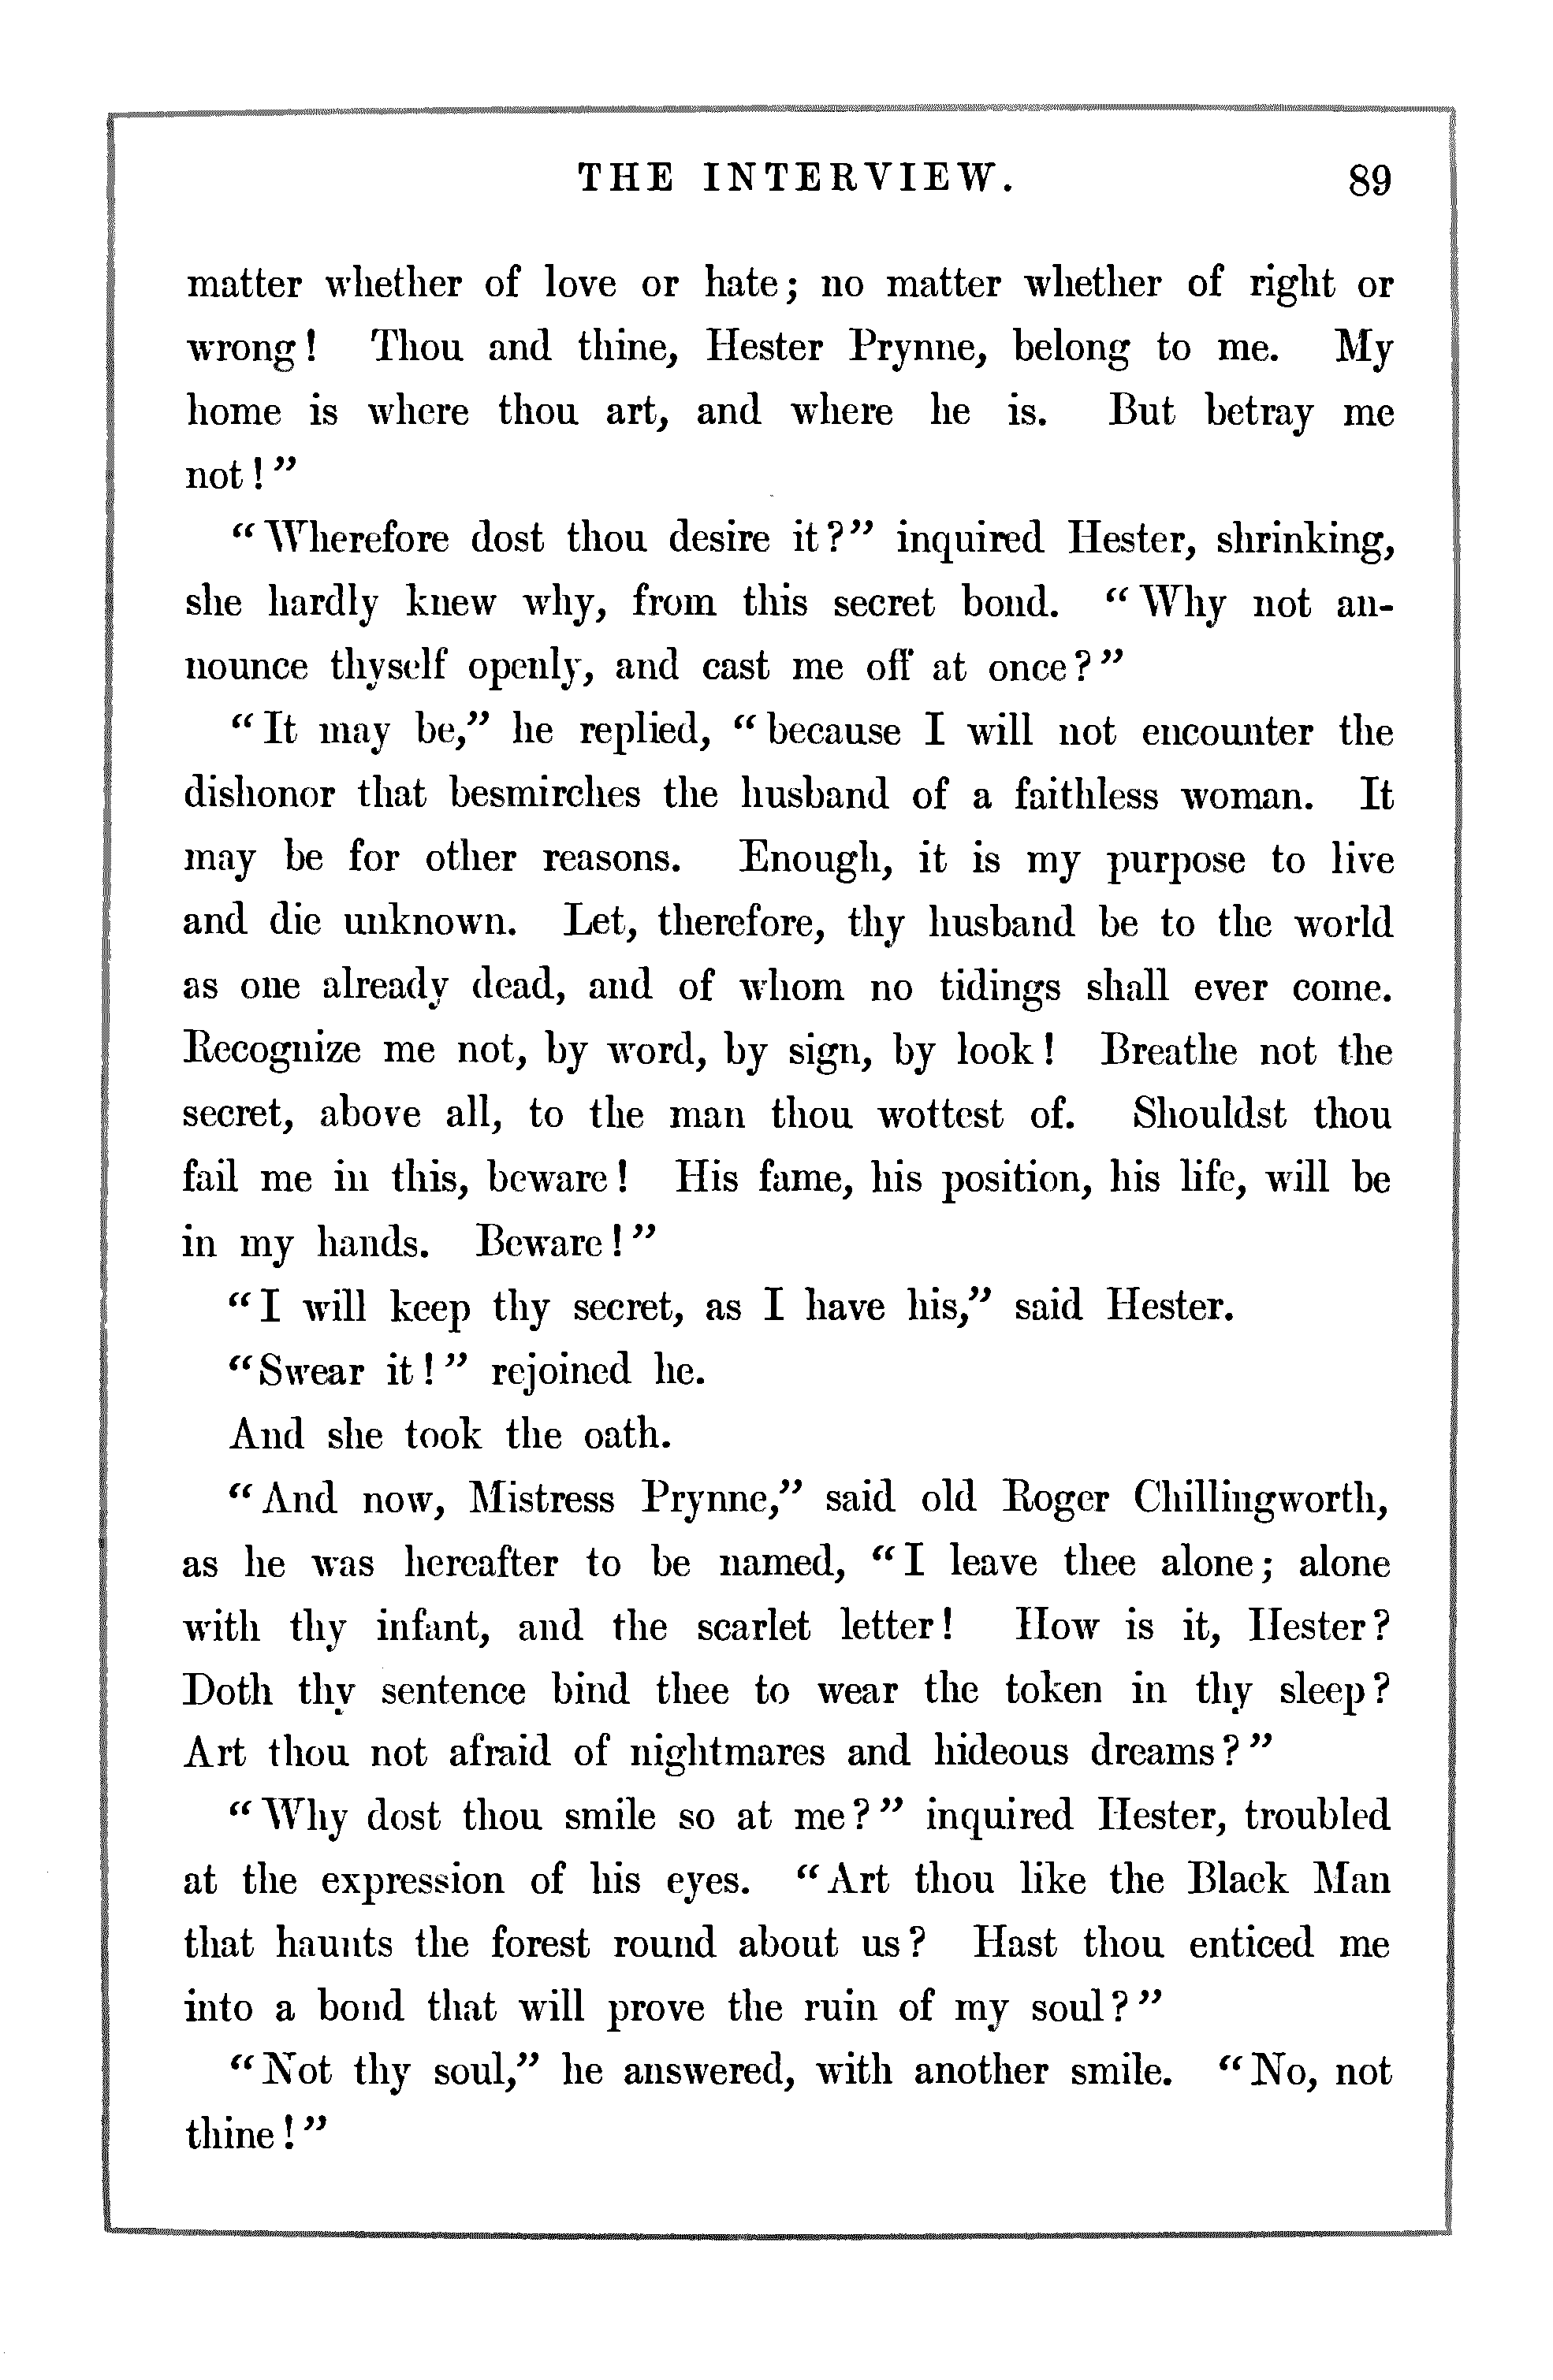 THE INTERVIEW. 89
matter whether of love or hate; no matter whether of right or
wrong! Thou and thine, Hester Prynne, belong to me. My
home is where thou art, and where he is. But betray me
not!”
“Wherefore dost thou desire it?” inquired Hester, shrinking,
she hardly knew why, from this secret bond. “Why not an-
nounce thyself openly, and cast me off at once?”
“It may be,” he replied, “because I will not encounter the
dishonor that besmirches the husband of a faithless woman. It
may be for other reasons. Enough, it is my purpose to live
and die unknown. Let, therefore, thy husband be to the world
as one already dead, and of whom no tidings shall ever come.
Recognize me not, by word, by sign, by look! Breathe not the
secret, above all, to the man thou wottest of. Shouldst thou
fail me in this, beware! His fame, his position, his life, will be
in my hands. Beware!”
“I will keep thy secret, as I have his,” said Hester.
“Swear it!” rejoined he.
And she took the oath.
“And now, Mistress Prynne,” said old Roger Chillingworth,
as he was hereafter to be named, “I leave thee alone; alone
with thy infant, and the scarlet letter! How is it, Hester?
Doth thy sentence bind thee to wear the token in thy sleep?
Art thou not afraid of nightmares and hideous dreams?”
“Why dost thou smile so at me?” inquired Hester, troubled
at the expression of his eyes. “Art thou like the Black Man
that haunts the forest round about us? Hast thou enticed me
into a bond that will prove the ruin of my soul?”
“Not thy soul,” he answered, with another smile. “No, not
thine!”